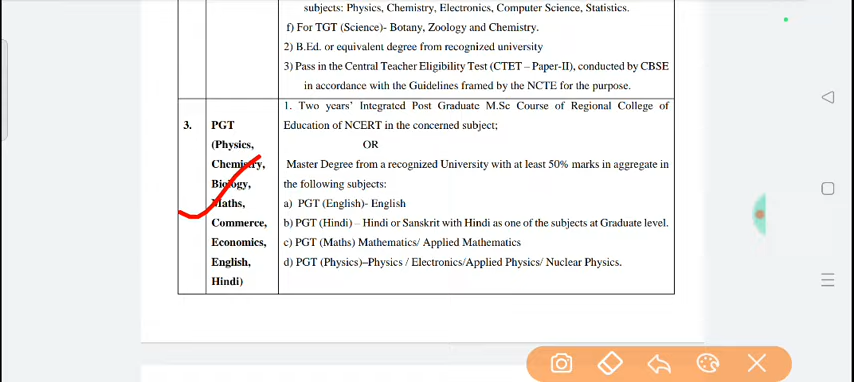 subjects: Physics, Chemistry, Electronics, Computer Science, Statistics.
f) For TGT (Science)- Botany, Zoology and Chemistry.
2) B.Ed. or equivalent degree from recognized university
3) Pass in the Central Teacher Eligibility Test (CTET – Paper-II), conducted by CBSE
in accordance with the Guidelines framed by the NCTE for the purpose.
3.
PGT
(Physics,
Chemistry,
Biology,
Maths,
Commerce,
Economics,
English,
Hindi)
1. Two years' Integrated Post Graduate M.Sc Course of Regional College of
Education of NCERT in the concerned subject;
OR
Master Degree from a recognized University with at least 50% marks in aggregate in
the following subjects:
a) PGT (English)- English
b) PGT (Hindi) – Hindi or Sanskrit with Hindi as one of the subjects at Graduate level.
c) PGT (Maths) Mathematics/ Applied Mathematics
d) PGT (Physics)–Physics / Electronics/Applied Physics/ Nuclear Physics.